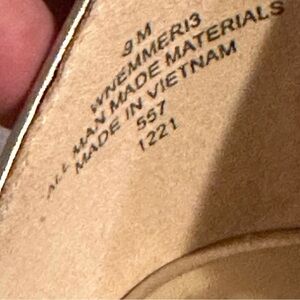 9 M
WNEMMERI3
ALL MAN MADE MATERIALS
MADE IN VIETNAM
557
1221